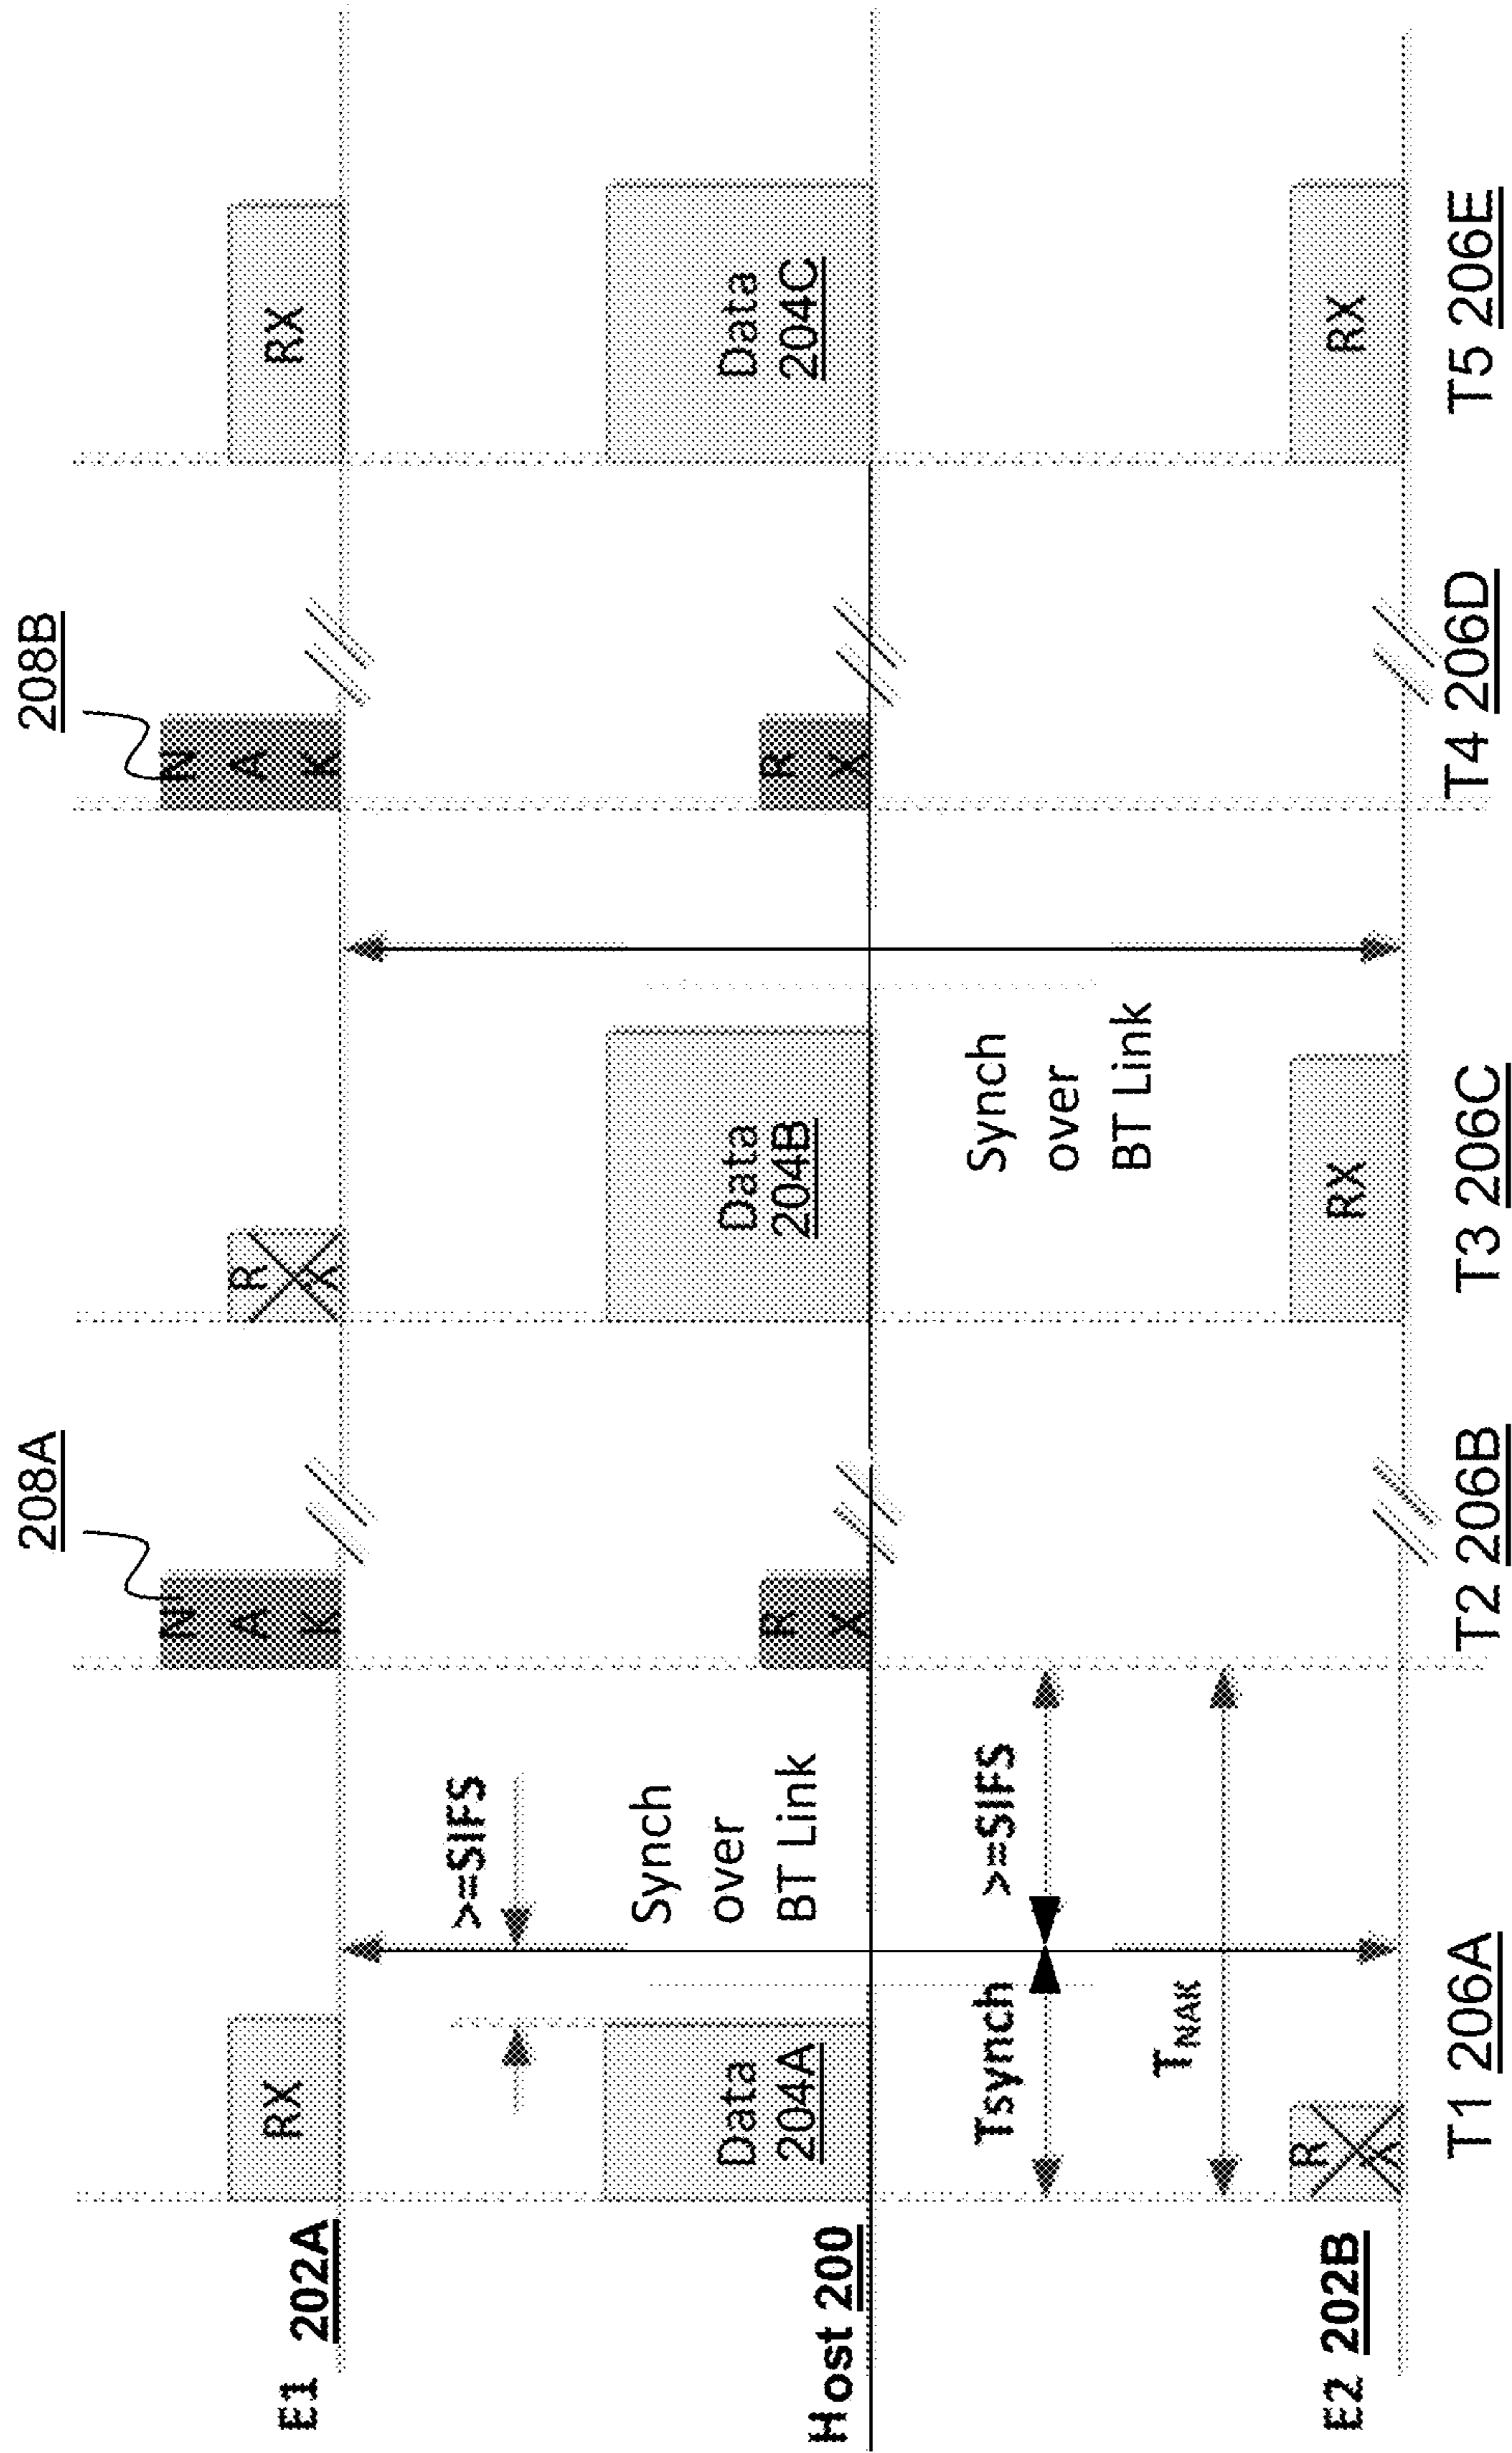 208A
208B
N
A
K
N
A
K
E1 202A
RX
R
X
RX
>=SIFS
Synch
over
BT Link
Host 200
Data
204A
R
X
Data
204B
R
X
Data
204C
Tsynch
>=SIFS
TNAK
Synch
over
BT Link
E2 202B
R
X
RX
RX
T1 206A
T2 206B
T3 206C
T4 206D
T5 206E